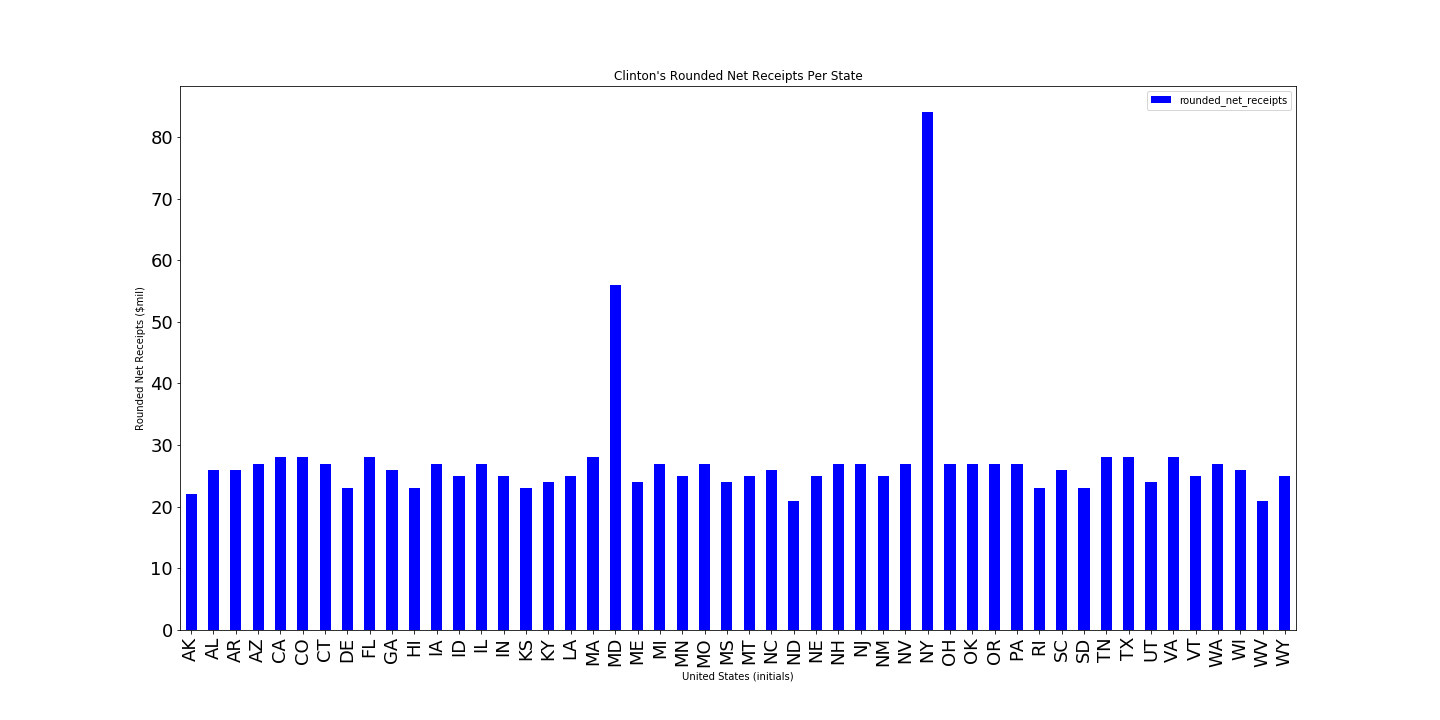 Clinton's Rounded Net Receipts Per State
rounded_net_receipts
Rounded Net Receipts ($mil)
80
70
60
50
40
30
20
10
0
AK AL AR AZ CA CO CT DE FL GA HI IA ID IL IN KS KY LA MA MD ME MI MN MO MS MT NC ND NE NH NJ NM NV NY OH OK OR PA RI SC SD TN TX UT VA VT WA WI WV WY
United States (initials)